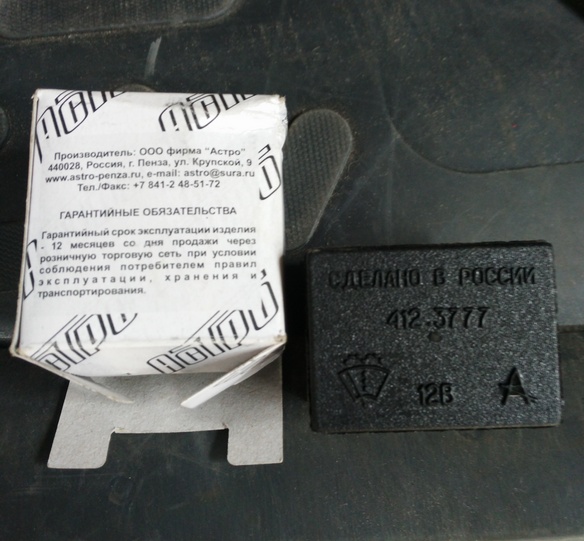 Астро
Производитель: ООО фирма "Астро"
440028, Россия, г. Пенза, ул. Крупской, 9
www.astro-penza.ru, e-mail: astro@sura.ru
Тел./Факс: +7 841-2 48-51-72
ГАРАНТИЙНЫЕ ОБЯЗАТЕЛЬСТВА
Гарантийный срок эксплуатации изделия
- 12 месяцев со дня продажи через
розничную торговую сеть при условии
соблюдения потребителем правил
эксплуатации, хранения и
транспортирования.
Астро
СДЕЛАНО В РОССИИ
412.3777
12В
А